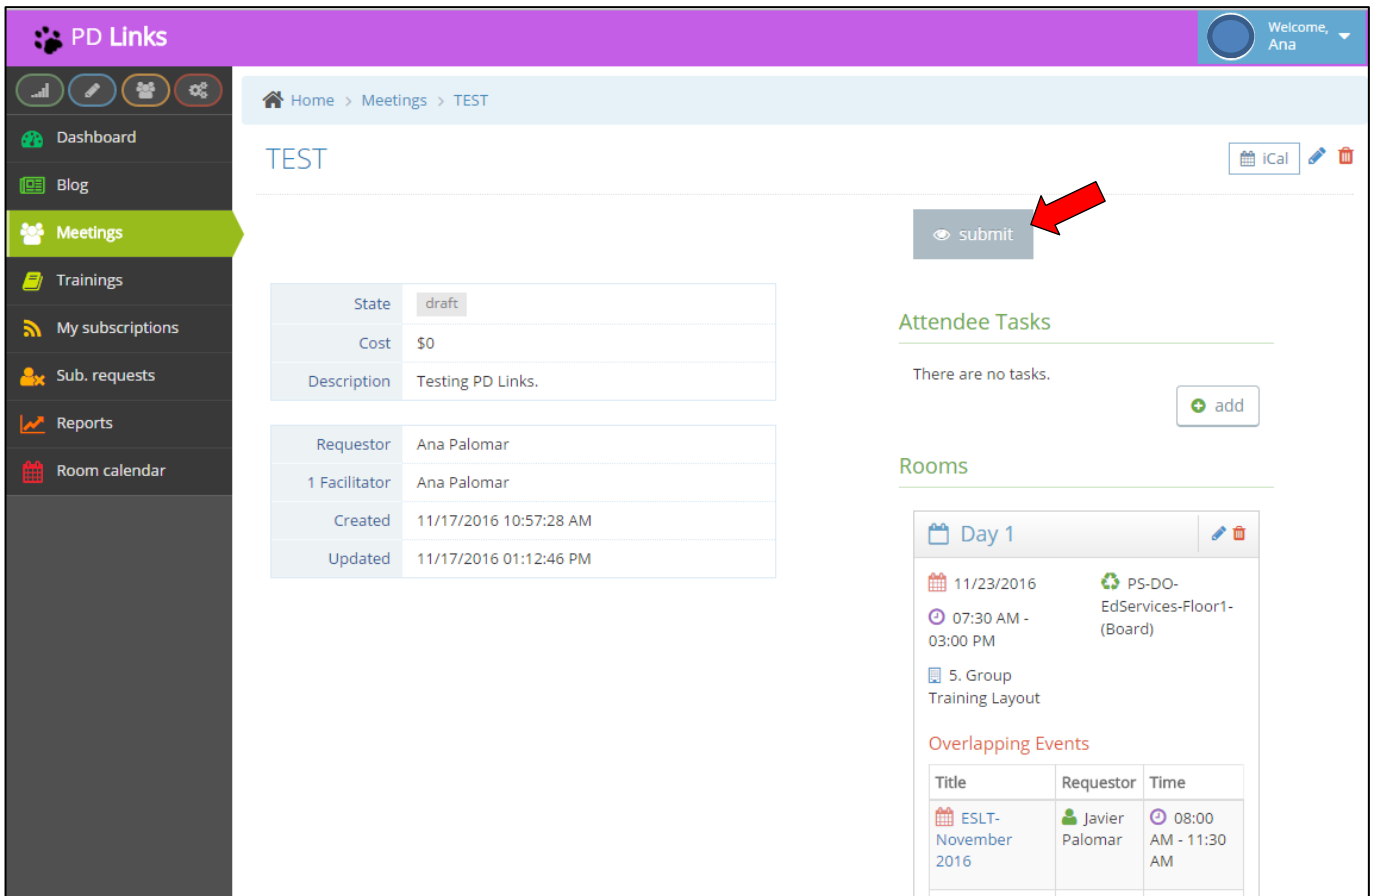 PD Links
Welcome,
Ana
Home > Meetings > TEST
Dashboard
Blog
Meetings
Trainings
My subscriptions
Sub. requests
Reports
Room calendar
TEST
iCal
submit
State draft
Cost $0
Description Testing PD Links.
Requestor Ana Palomar
1 Facilitator Ana Palomar
Created 11/17/2016 10:57:28 AM
Updated 11/17/2016 01:12:46 PM
Attendee Tasks
There are no tasks.
add
Rooms
Day 1
11/23/2016
07:30 AM -
03:00 PM
5. Group
Training Layout
PS-DO-
EdServices-Floor1-
(Board)
Overlapping Events
Title Requestor Time
ESLT-
November
2016
Javier
Palomar
08:00
AM - 11:30
AM